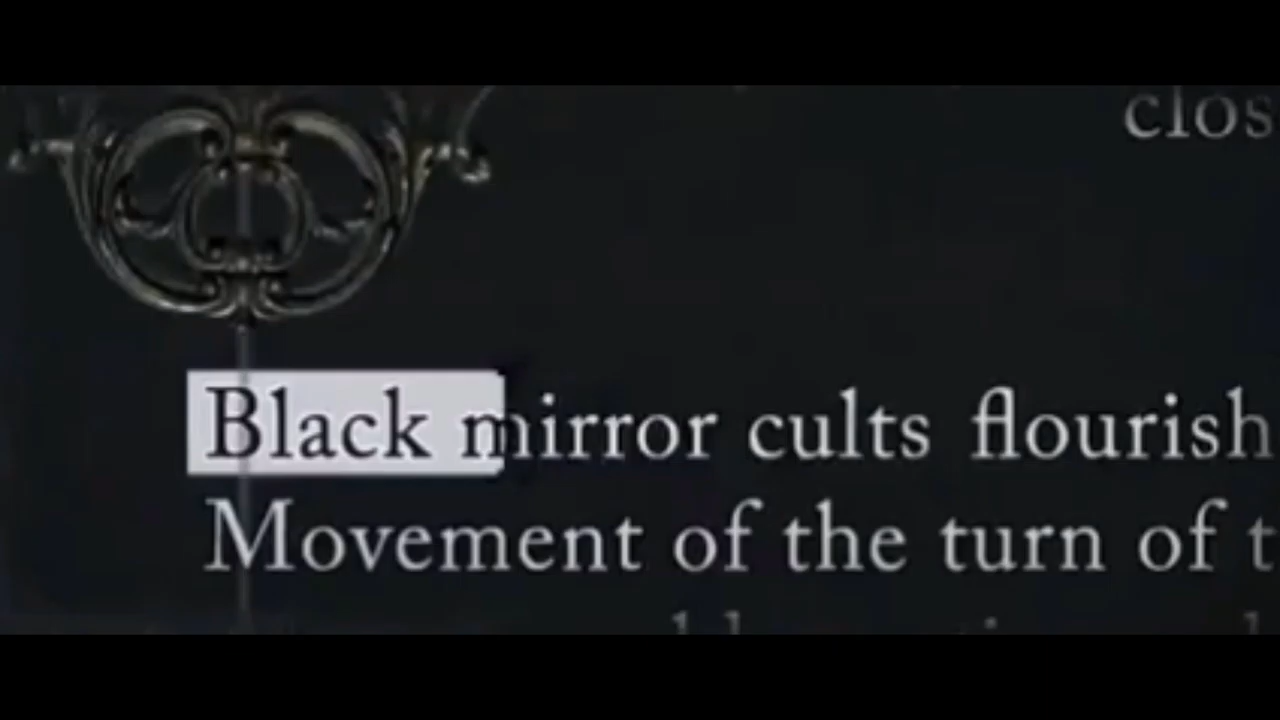 clos
Black mirror cults flourish
Movement of the turn of t